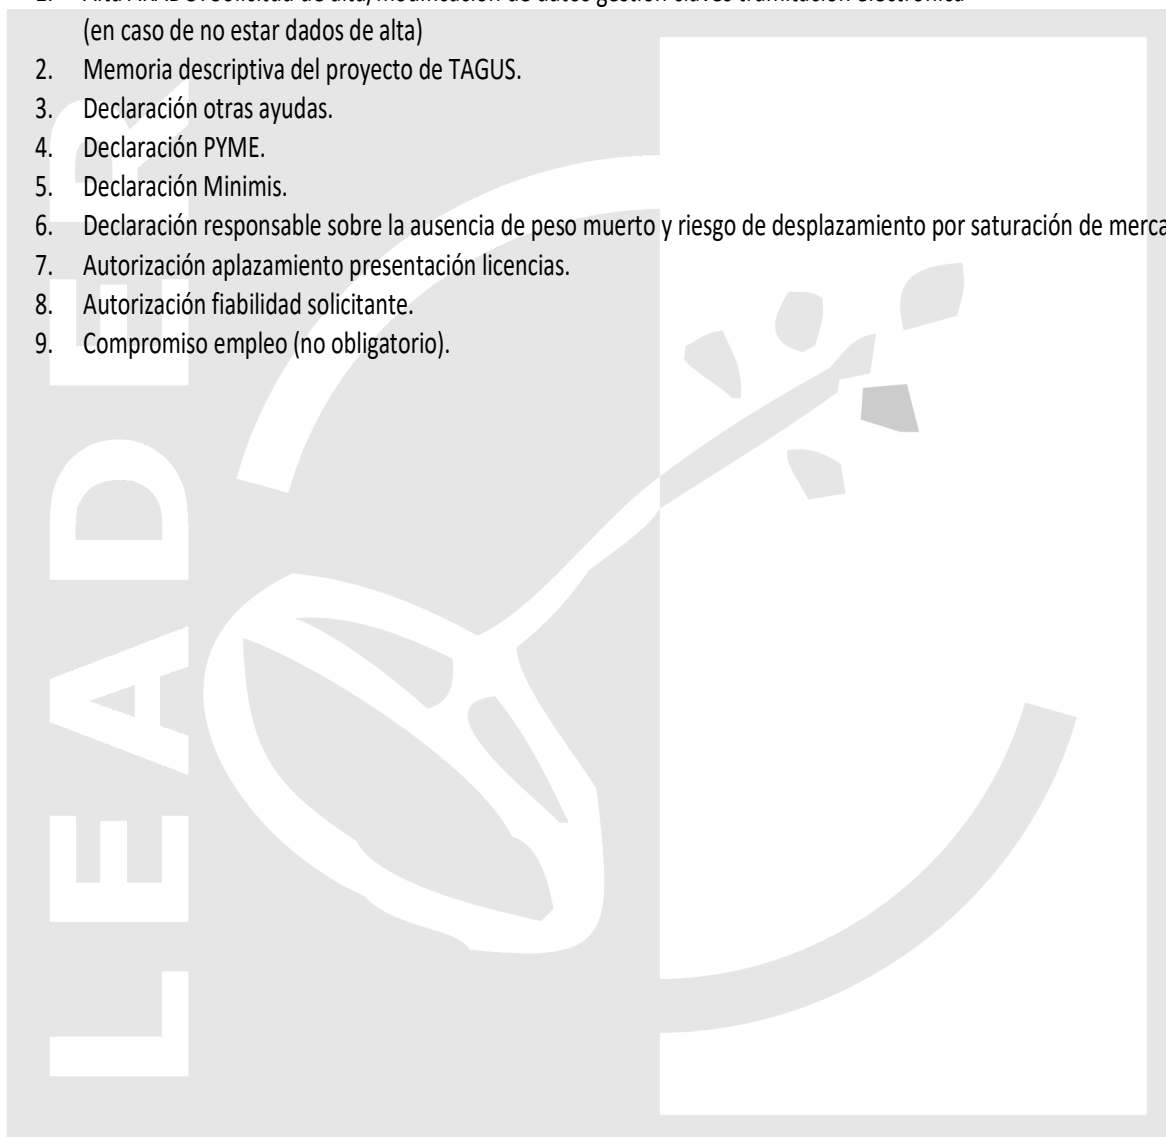 (en caso de no estar dados de alta)
2. Memoria descriptiva del proyecto de TAGUS.
3. Declaración otras ayudas.
4. Declaración PYME.
5. Declaración Minimis.
6. Declaración responsable sobre la ausencia de peso muerto y riesgo de desplazamiento por saturación de merca
7. Autorización aplazamiento presentación licencias.
8. Autorización fiabilidad solicitante.
9. Compromiso empleo (no obligatorio).
LEADER